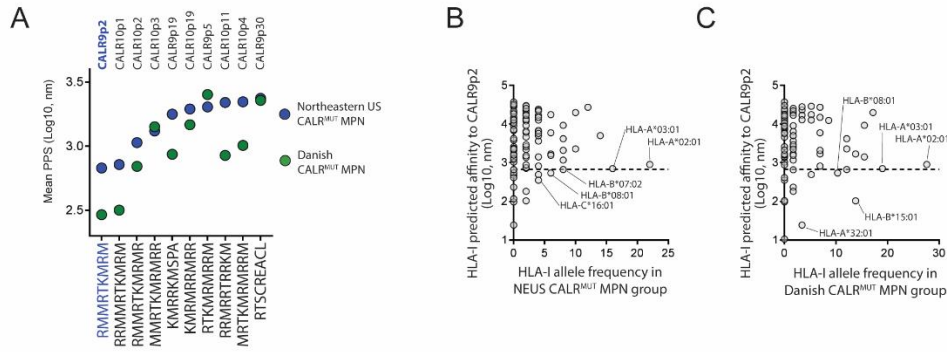 A
CALR9p2
CALR10p1
CALR10p2
CALR10p3
CALR9p19
CALR10p19
CALR9p5
CALR10p11
CALR10p4
CALR9p30
Mean PPS (Log10, nm)
3.5
3.0
2.5
Northeastern US
CALRMUT MPN
Danish
CALRMUT MPN
RMMRTKMRM
RRMMRTKMRM
RMMRTKMRMR
MMRTKMRMRR
KMRRKMSPA
KMRMRRMRR
RTKMRMRRM
RRMRRTRRKM
MRTKMRMRRM
RTSCREACL
B
HLA-I predicted affinity to CALR9p2
(Log10, nm)
5
4
3
2
1
HLA-A*03:01
HLA-A*02:01
HLA-B*07:02
HLA-B*08:01
HLA-C*16:01
0 5 10 15 20 25
HLA-I allele frequency in
NEUS CALRMUT MPN group
C
HLA-I predicted affinity to CALR9p2
(Log10, nm)
5
4
3
2
1
HLA-B*08:01
HLA-A*03:01
HLA-A*02:01
HLA-B*15:01
HLA-A*32:01
0 10 20 30
HLA-I allele frequency in
Danish CALRMUT MPN group